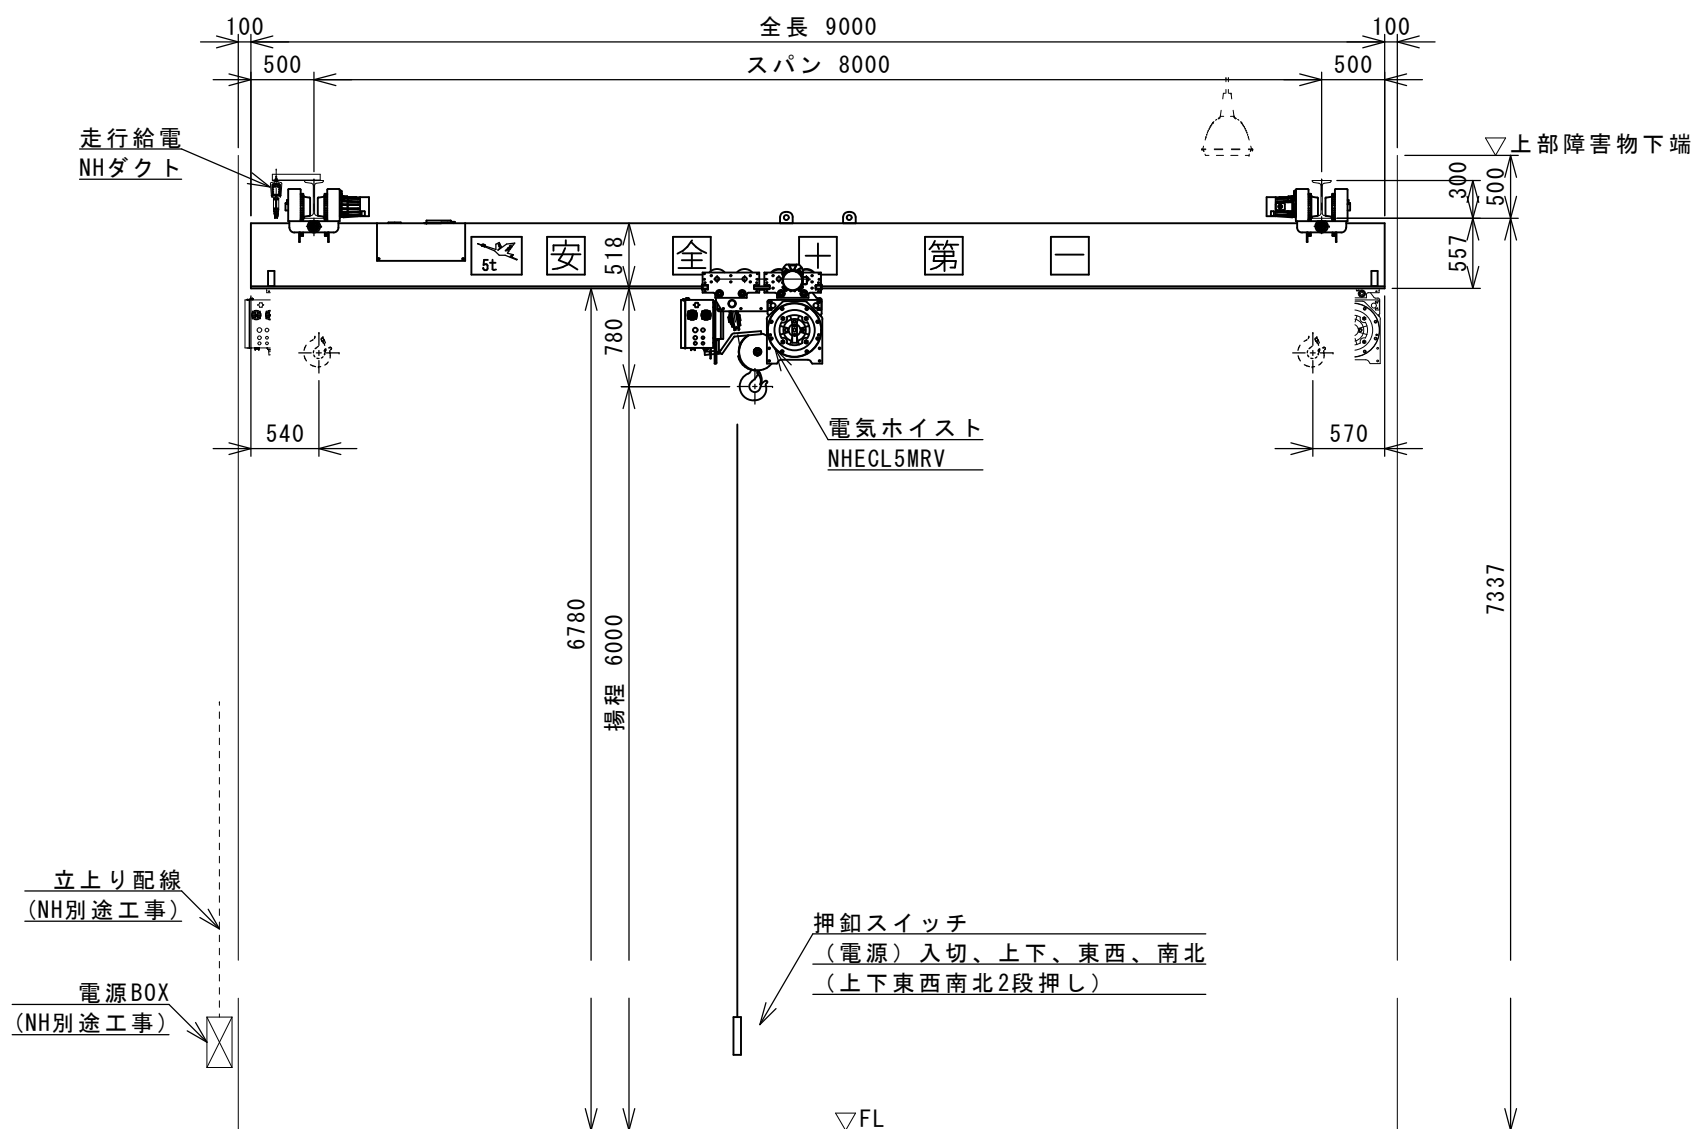 100
全長 9000
100
500
スパン 8000
500
走行給電
NHダクト
上部障害物下端
300
500
5t
安
全
十
第
一
518
557
780
540
電気ホイスト
NHECL5MRV
570
6780
揚程 6000
7337
立上り配線
(NH別途工事)
押釦スイッチ
(電源)入切、上下、東西、南北
(上下東西南北2段押し)
電源BOX
(NH別途工事)
FL